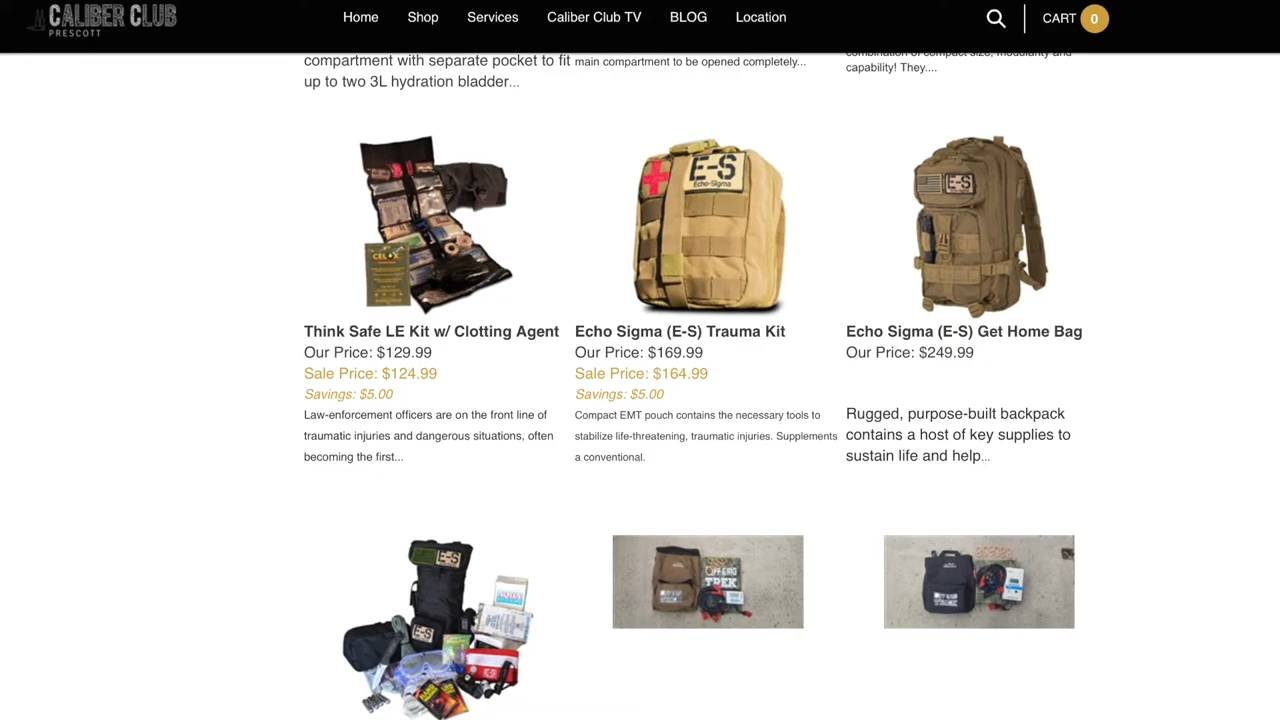 CALIBER CLUB
PRESCOTT
Home
Shop
Services
Caliber Club TV
BLOG
Location
CART 0
compartment with separate pocket to fit
up to two 3L hydration bladder...
main compartment to be opened completely...
combination of compact size, modularity and
capability! They....
CELOX
E-S
Echo-Sigma
E-S
Think Safe LE Kit w/ Clotting Agent
Our Price: $129.99
Sale Price: $124.99
Savings: $5.00
Law-enforcement officers are on the front line of
traumatic injuries and dangerous situations, often
becoming the first...
Echo Sigma (E-S) Trauma Kit
Our Price: $169.99
Sale Price: $164.99
Savings: $5.00
Compact EMT pouch contains the necessary tools to
stabilize life-threatening, traumatic injuries. Supplements
a conventional.
Echo Sigma (E-S) Get Home Bag
Our Price: $249.99
Rugged, purpose-built backpack
contains a host of key supplies to
sustain life and help...
E-S
E-S
OFF GRID
TREK